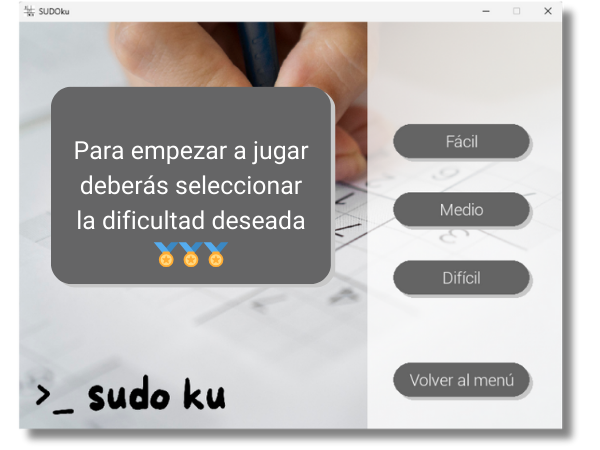 SUDOku
Para empezar a jugar
deberás seleccionar
la dificultad deseada
🏅🏅🏅
Fácil
Medio
Difícil
Volver al menú
>_ sudo ku